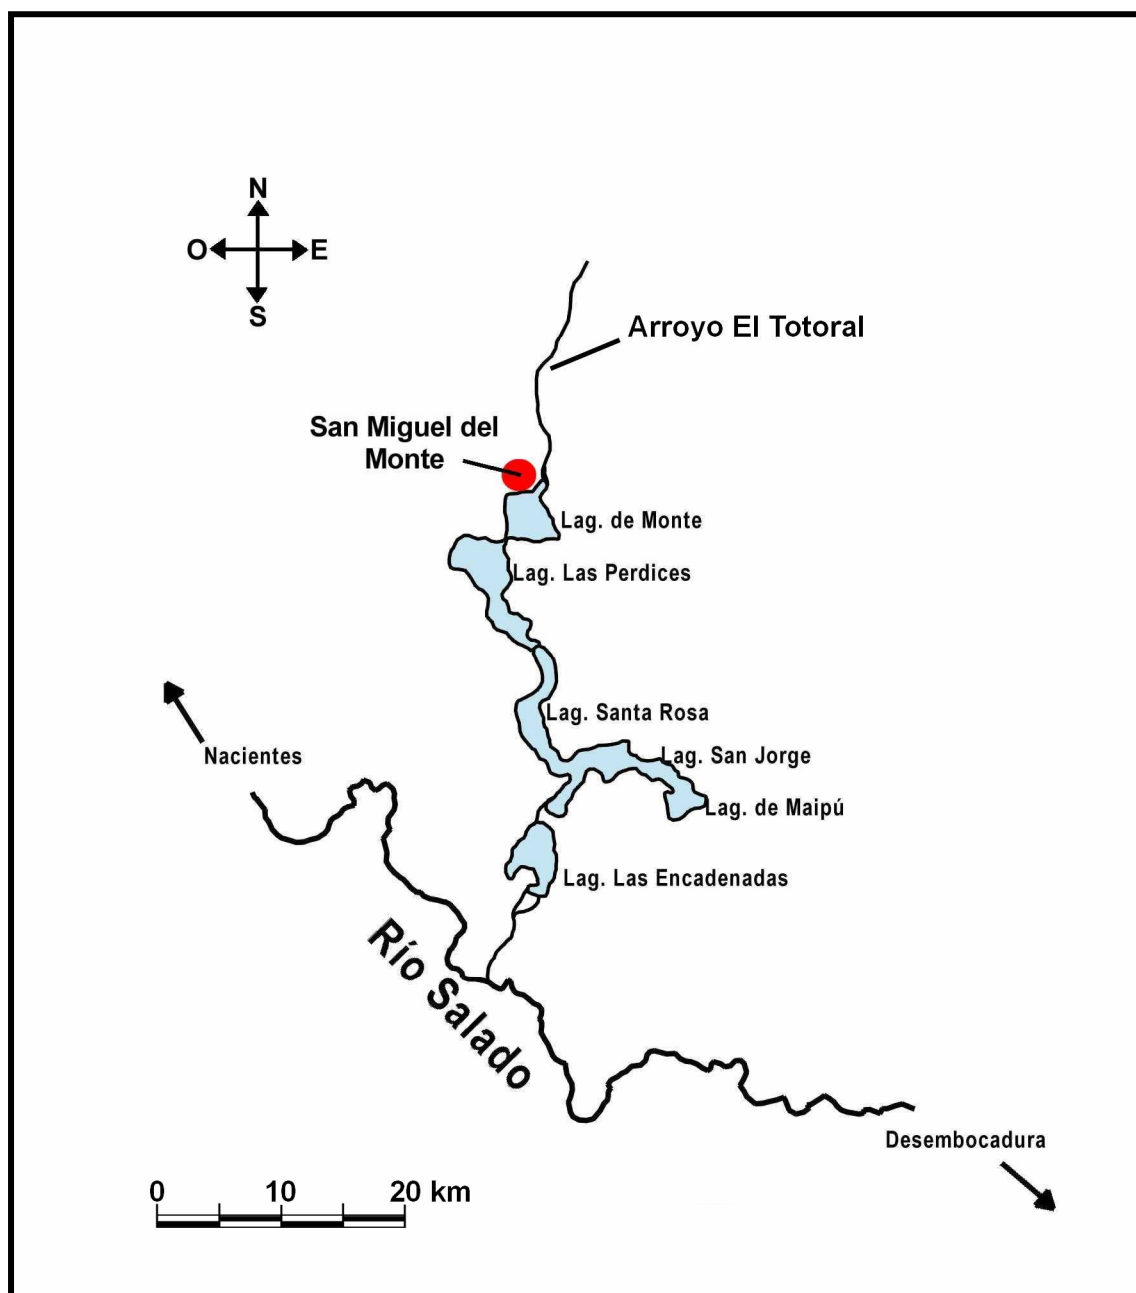 N
O E
S
Arroyo El Totoral
San Miguel del
Monte
Lag. de Monte
Lag. Las Perdices
Lag. Santa Rosa
Lag. San Jorge
Nacientes
Lag. de Maipú
Lag. Las Encadenadas
Río Salado
Desembocadura
0 10 20 km